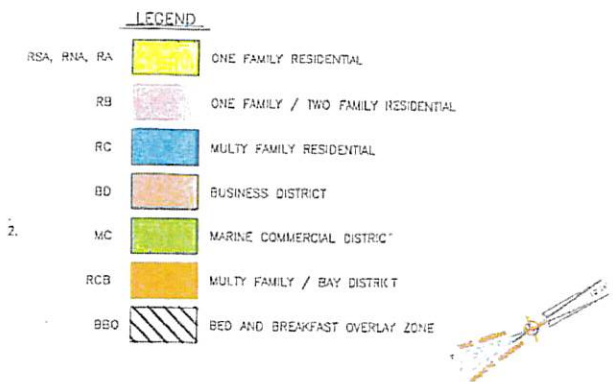 LEGEND
RSA, RNA, RA ONE FAMILY RESIDENTIAL
RB ONE FAMILY / TWO FAMILY RESIDENTIAL
RC MULTY FAMILY RESIDENTIAL
BD BUSINESS DISTRICT
2.
MC MARINE COMMERCIAL DISTRICT
RCB MULTY FAMILY / BAY DISTRICT
BBO BED AND BREAKFAST OVERLAY ZONE